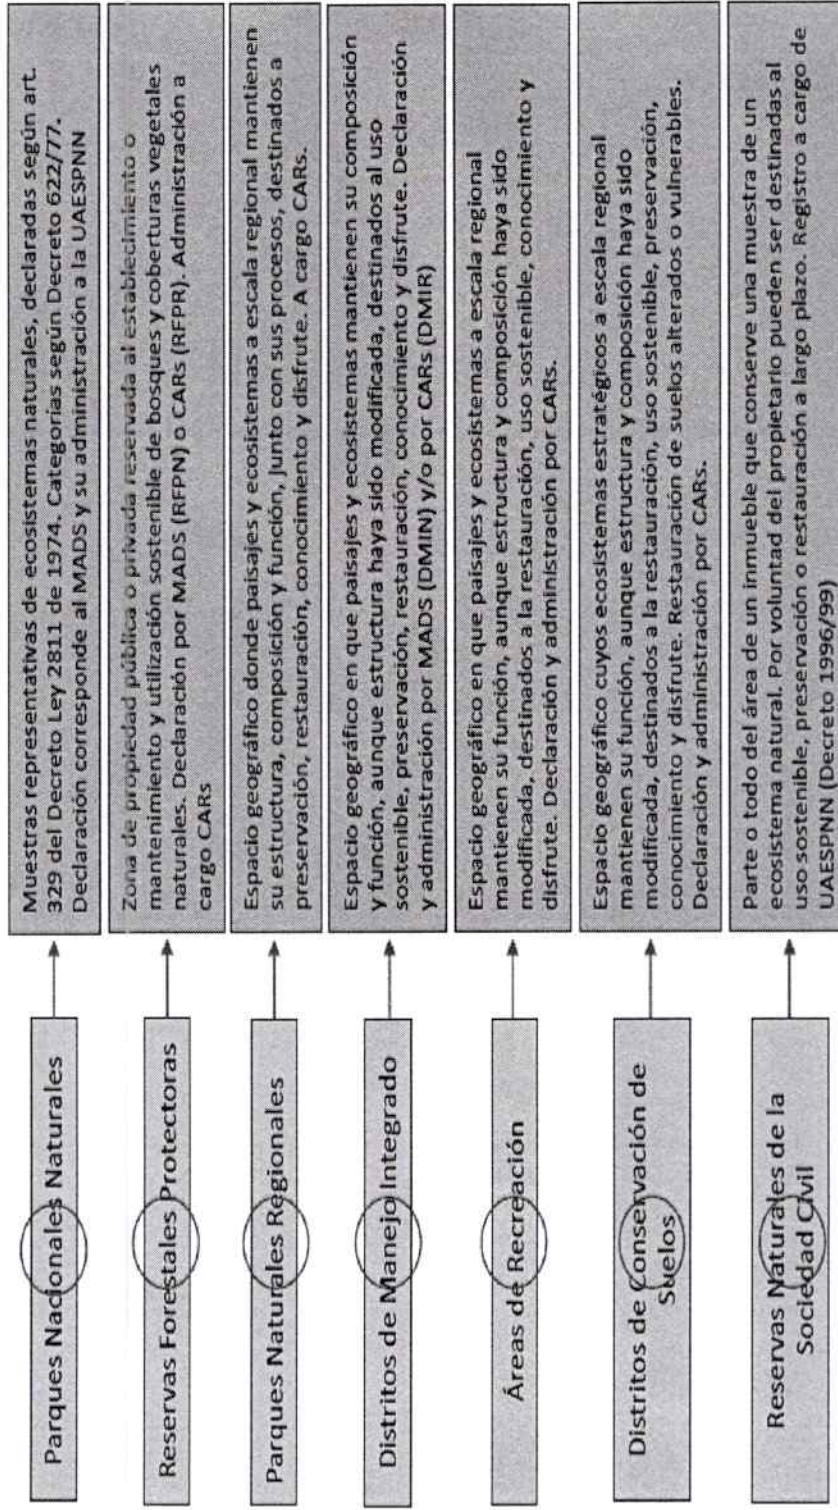 Parques Nacionales Naturales
Muestras representativas de ecosistemas naturales, declaradas según art.
329 del Decreto Ley 2811 de 1974. Categorías según Decreto 622/77.
Declaración corresponde al MADS y su administración a la UAESPNN
Reservas Forestales Protectoras
Zona de propiedad pública o privada reservada al establecimiento o
mantenimiento y utilización sostenible de bosques y coberturas vegetales
naturales. Declaración por MADS (RFPN) o CARs (RFPR). Administración a
cargo CARs
Parques Naturales Regionales
Espacio geográfico donde paisajes y ecosistemas a escala regional mantienen
su estructura, composición y función, junto con sus procesos, destinados a
preservación, restauración, conocimiento y disfrute. A cargo CARs.
Distritos de Manejo Integrado
Espacio geográfico en que paisajes y ecosistemas mantienen su composición
y función, aunque estructura haya sido modificada, destinados al uso
sostenible, preservación, restauración, conocimiento y disfrute. Declaración
y administración por MADS (DMIN) y/o por CARs (DMIR)
Áreas de Recreación
Espacio geográfico en que paisajes y ecosistemas a escala regional
mantienen su función, aunque estructura y composición haya sido
modificada, destinados a la restauración, uso sostenible, conocimiento y
disfrute. Declaración y administración por CARs.
Distritos de Conservación de
Suelos
Espacio geográfico cuyos ecosistemas estratégicos a escala regional
mantienen su función, aunque estructura y composición haya sido
modificada, destinados a la restauración, uso sostenible, preservación,
conocimiento y disfrute. Restauración de suelos alterados o vulnerables.
Declaración y administración por CARs.
Reservas Naturales de la
Sociedad Civil
Parte o todo del área de un inmueble que conserve una muestra de un
ecosistema natural. Por voluntad del propietario pueden ser destinadas al
uso sostenible, preservación o restauración a largo plazo. Registro a cargo de
UAESPNN (Decreto 1996/99)